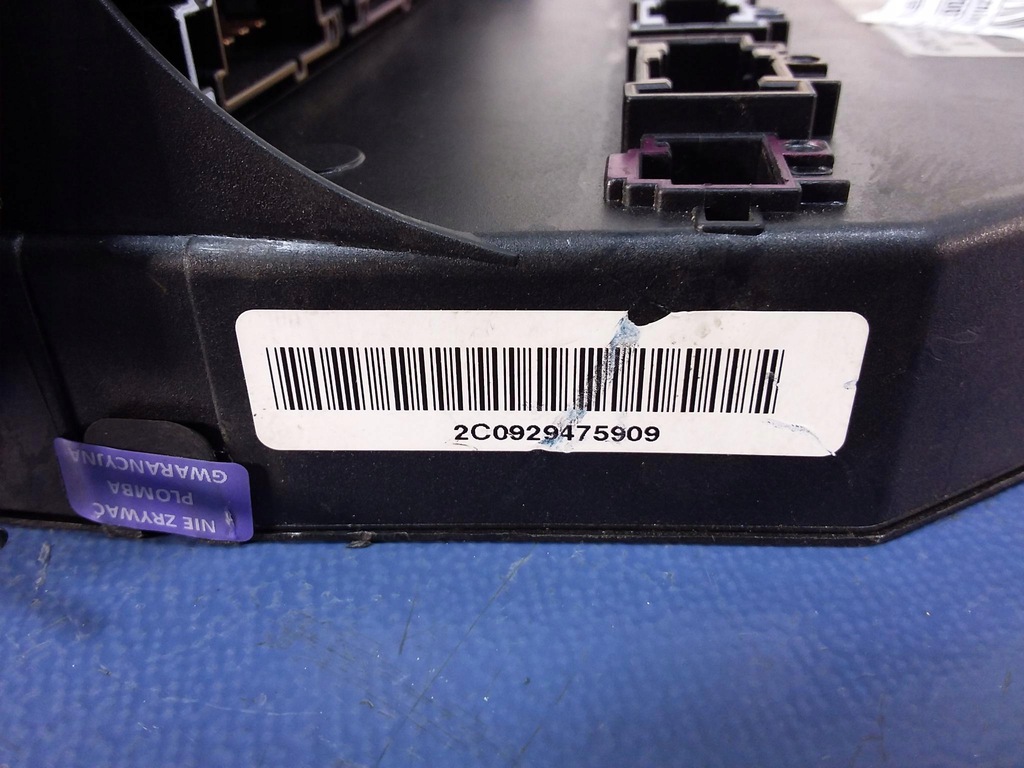 2C0929475909
NIE ZRYWAĆ
PLOMBA
GWARANCYJNA